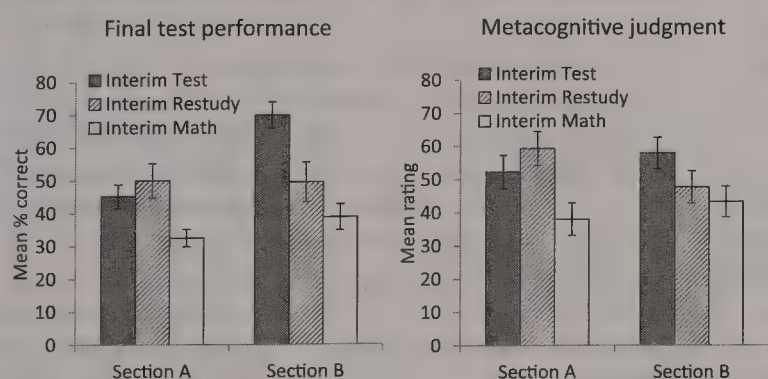 Final test performance
80
70
60
50
40
30
20
10
0
Mean % correct
Interim Test
Interim Restudy
Interim Math
Section A
Section B
Metacognitive judgment
80
70
60
50
40
30
20
10
0
Mean rating
Interim Test
Interim Restudy
Interim Math
Section A
Section B